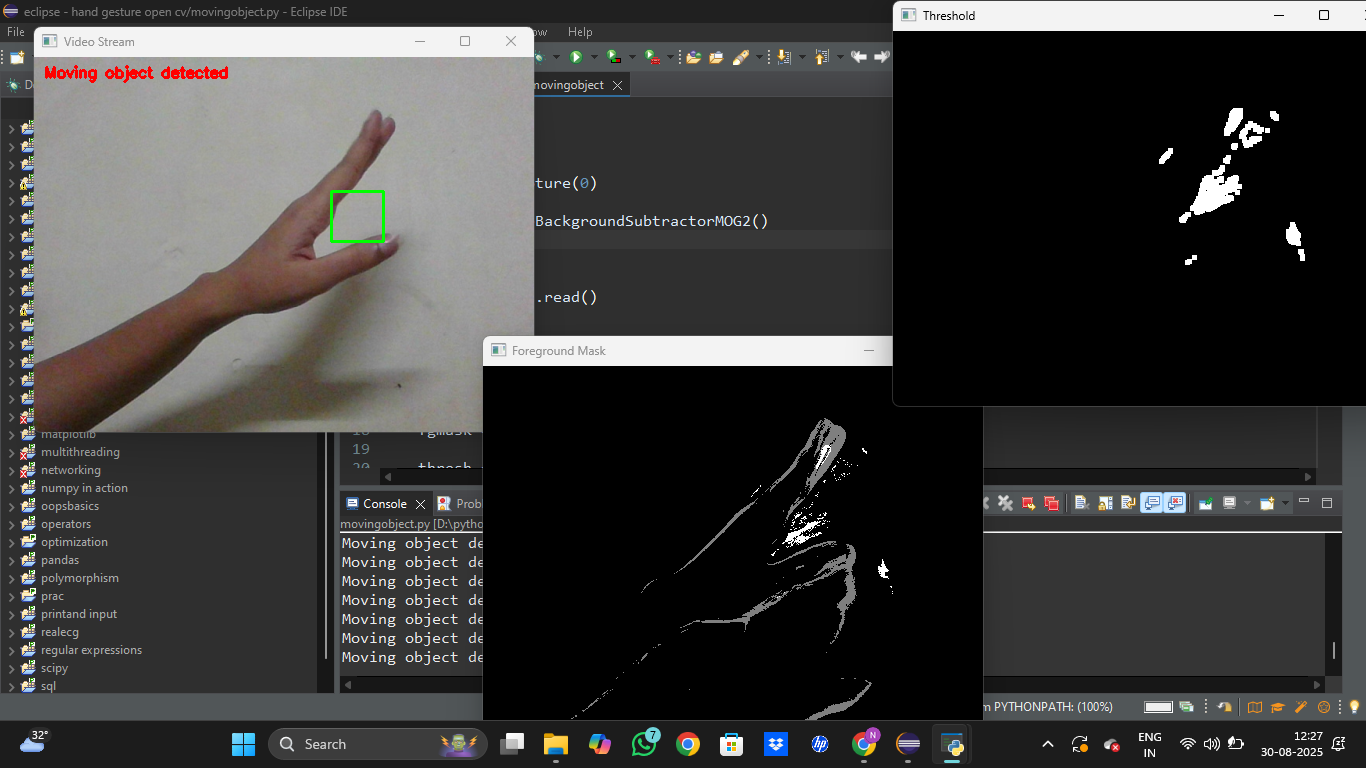 eclipse - hand gesture open cv/movingobject.py - Eclipse IDE
File
Help
Video Stream
Moving object detected
Threshold
movingobject
ture(0)
BackgroundSubtractorMOG2()
.read()
Foreground Mask
19
20
thresh
matplotlib
multithreading
networking
numpy in action
oopsbasics
operators
optimization
pandas
polymorphism
prac
printand input
realecg
regular expressions
scipy
sql
Console
Prob
movingobject.py [D:\pytho
Moving object de
Moving object de
Moving object de
Moving object de
Moving object de
Moving object de
Moving object de
PYTHONPATH: (100%)
32°
Search
7
N
ENG
IN
12:27
30-08-2025